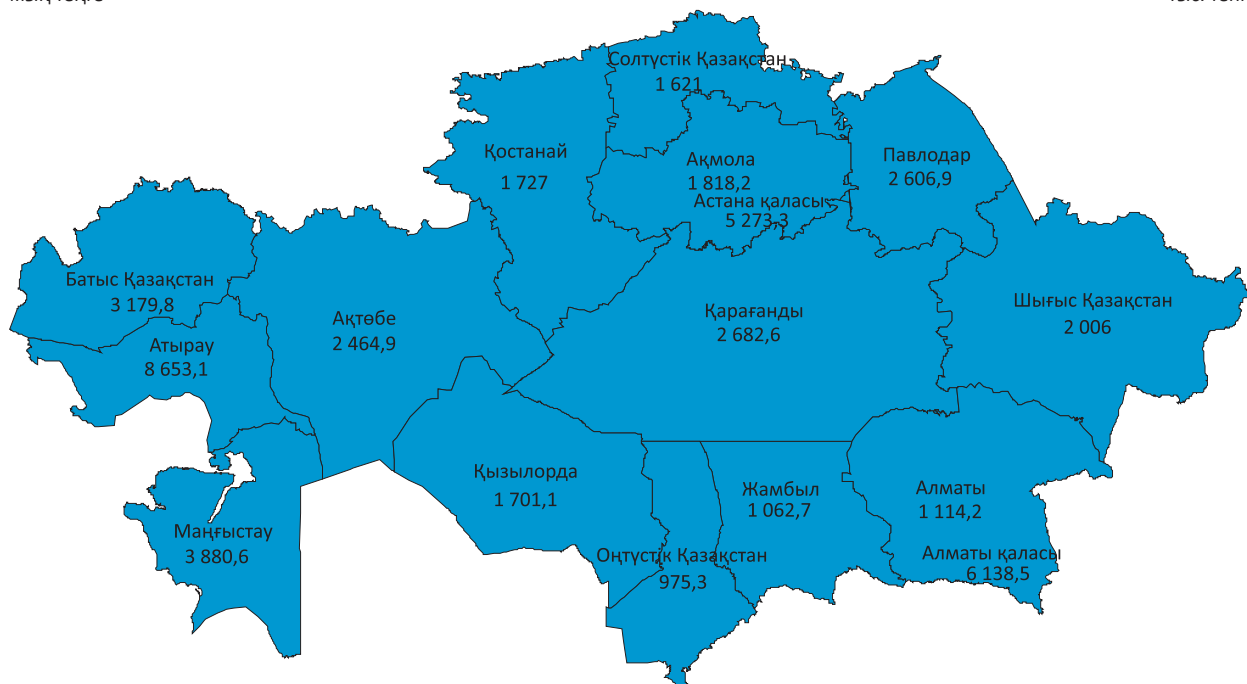 Солтүстік Қазақстан
1 621
Қостанай
1 727
Ақмола
1 818,2
Астана қаласы
5 273,3
Павлодар
2 606,9
Батыс Қазақстан
3 179,8
Ақтөбе
2 464,9
Қарағанды
2 682,6
Шығыс Қазақстан
2 006
Атырау
8 653,1
Қызылорда
1 701,1
Жамбыл
1 062,7
Алматы
1 114,2
Маңғыстау
3 880,6
Оңтүстік Қазақстан
975,3
Алматы қаласы
6 138,5